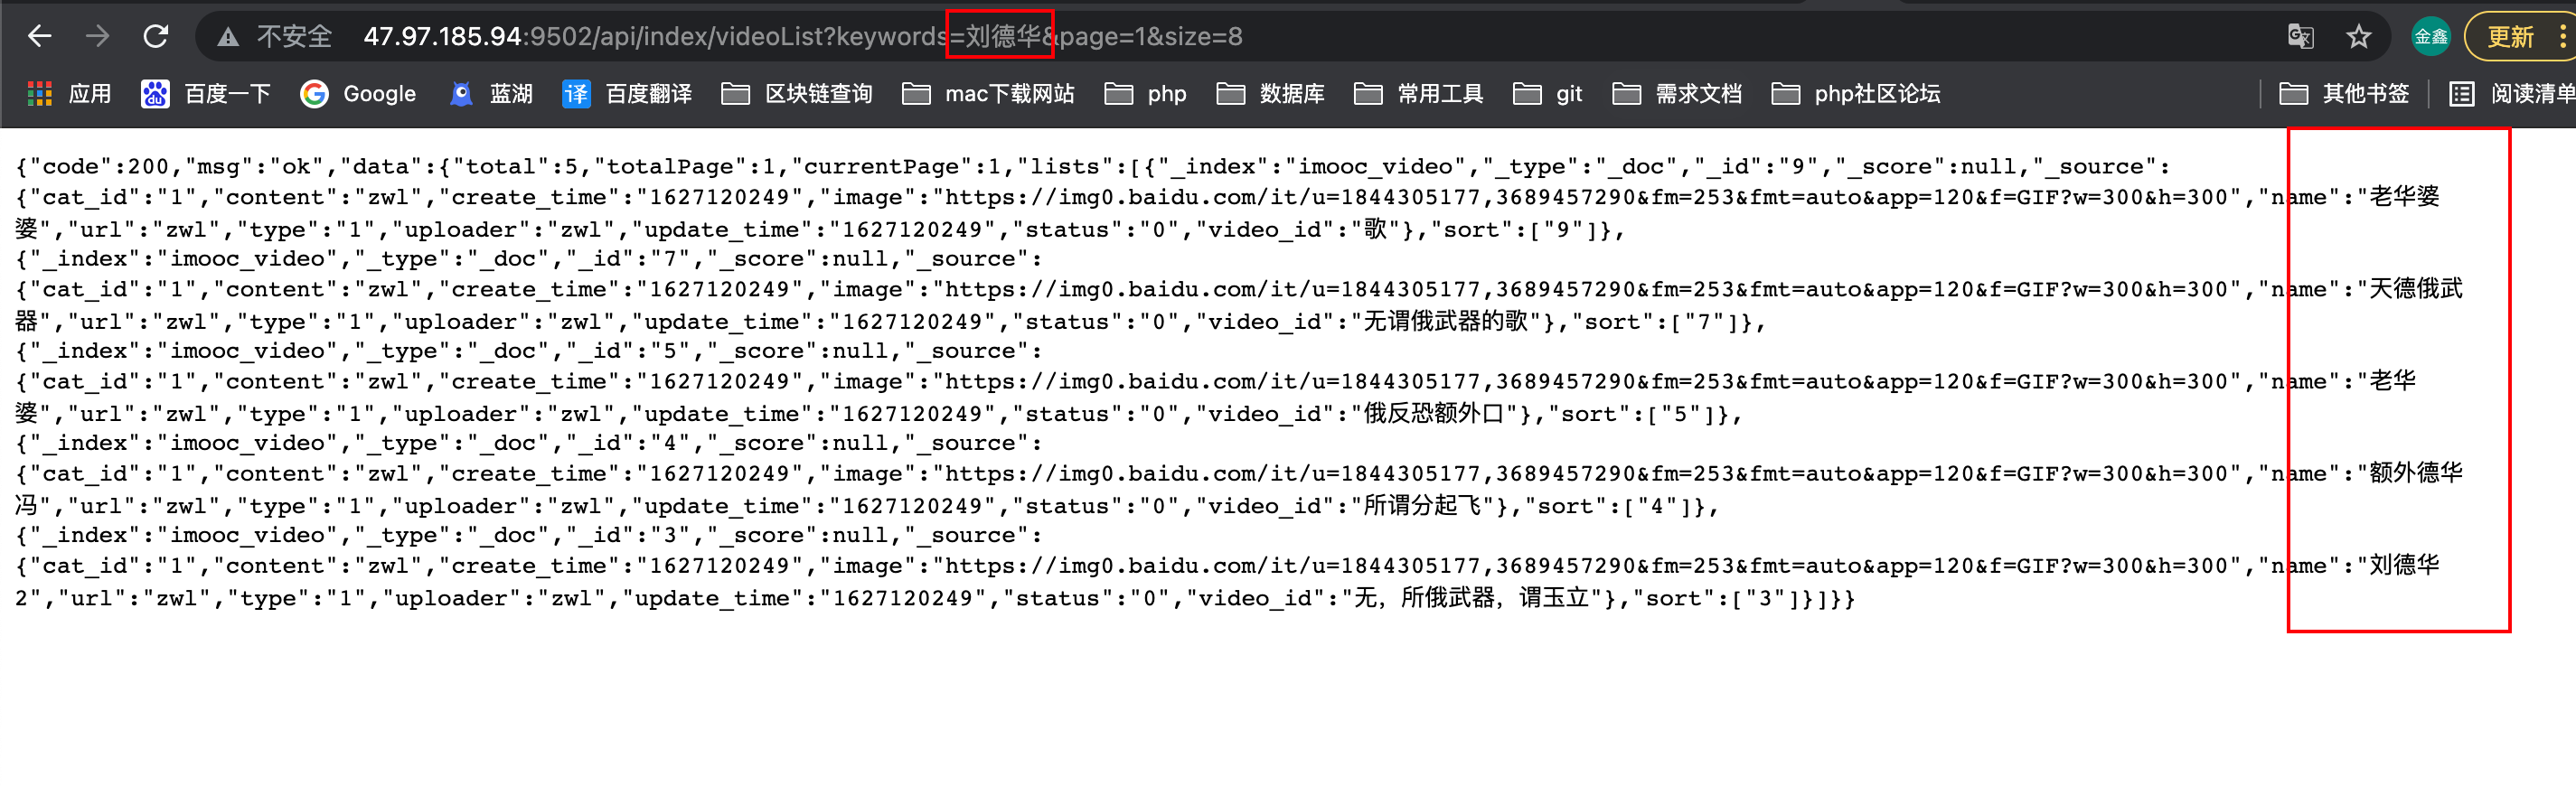 不安全 47.97.185.94:9502/api/index/videoList?keywords=刘德华&page=1&size=8 金鑫 更新
应用 百度一下 Google 蓝湖 译 百度翻译 区块链查询 mac下载网站 php 数据库 常用工具 git 需求文档 php社区论坛 其他书签 阅读清单
{"code":200,"msg":"ok","data":{"total":5,"totalPage":1,"currentPage":1,"lists":[{"_index":"imooc_video","_type":"_doc","_id":"9","_score":null,"_source":
{"cat_id":"1","content":"zwl","create_time":"1627120249","image":"https://img0.baidu.com/it/u=1844305177,3689457290&fm=253&fmt=auto&app=120&f=GIF?w=300&h=300","name":"老华婆
婆","url":"zwl","type":"1","uploader":"zwl","update_time":"1627120249","status":"0","video_id":"歌"},"sort":["9"]},
{"_index":"imooc_video","_type":"_doc","_id":"7","_score":null,"_source":
{"cat_id":"1","content":"zwl","create_time":"1627120249","image":"https://img0.baidu.com/it/u=1844305177,3689457290&fm=253&fmt=auto&app=120&f=GIF?w=300&h=300","name":"天德俄武
器","url":"zwl","type":"1","uploader":"zwl","update_time":"1627120249","status":"0","video_id":"无谓俄武器的歌"},"sort":["7"]},
{"_index":"imooc_video","_type":"_doc","_id":"5","_score":null,"_source":
{"cat_id":"1","content":"zwl","create_time":"1627120249","image":"https://img0.baidu.com/it/u=1844305177,3689457290&fm=253&fmt=auto&app=120&f=GIF?w=300&h=300","name":"老华
婆","url":"zwl","type":"1","uploader":"zwl","update_time":"1627120249","status":"0","video_id":"俄反恐额外口"},"sort":["5"]},
{"_index":"imooc_video","_type":"_doc","_id":"4","_score":null,"_source":
{"cat_id":"1","content":"zwl","create_time":"1627120249","image":"https://img0.baidu.com/it/u=1844305177,3689457290&fm=253&fmt=auto&app=120&f=GIF?w=300&h=300","name":"额外德华
冯","url":"zwl","type":"1","uploader":"zwl","update_time":"1627120249","status":"0","video_id":"所谓分起飞"},"sort":["4"]},
{"_index":"imooc_video","_type":"_doc","_id":"3","_score":null,"_source":
{"cat_id":"1","content":"zwl","create_time":"1627120249","image":"https://img0.baidu.com/it/u=1844305177,3689457290&fm=253&fmt=auto&app=120&f=GIF?w=300&h=300","name":"刘德华
2","url":"zwl","type":"1","uploader":"zwl","update_time":"1627120249","status":"0","video_id":"无，所俄武器，谓玉立"},"sort":["3"]}]}}